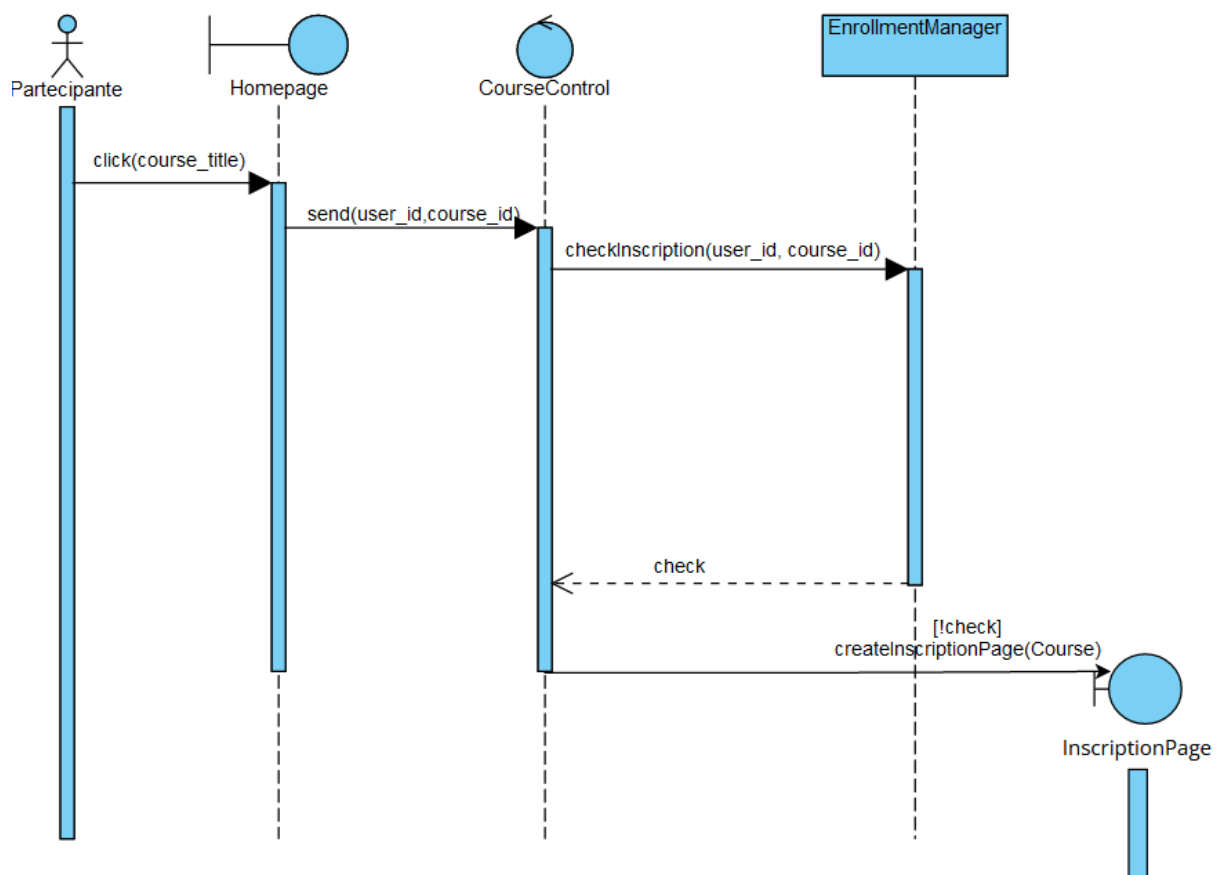 EnrollmentManager
Partecipante
Homepage
CourseControl
click(course_title)
send(user_id,course_id)
checkInscription(user_id, course_id)
check
[!check]
createInscriptionPage(Course)
InscriptionPage